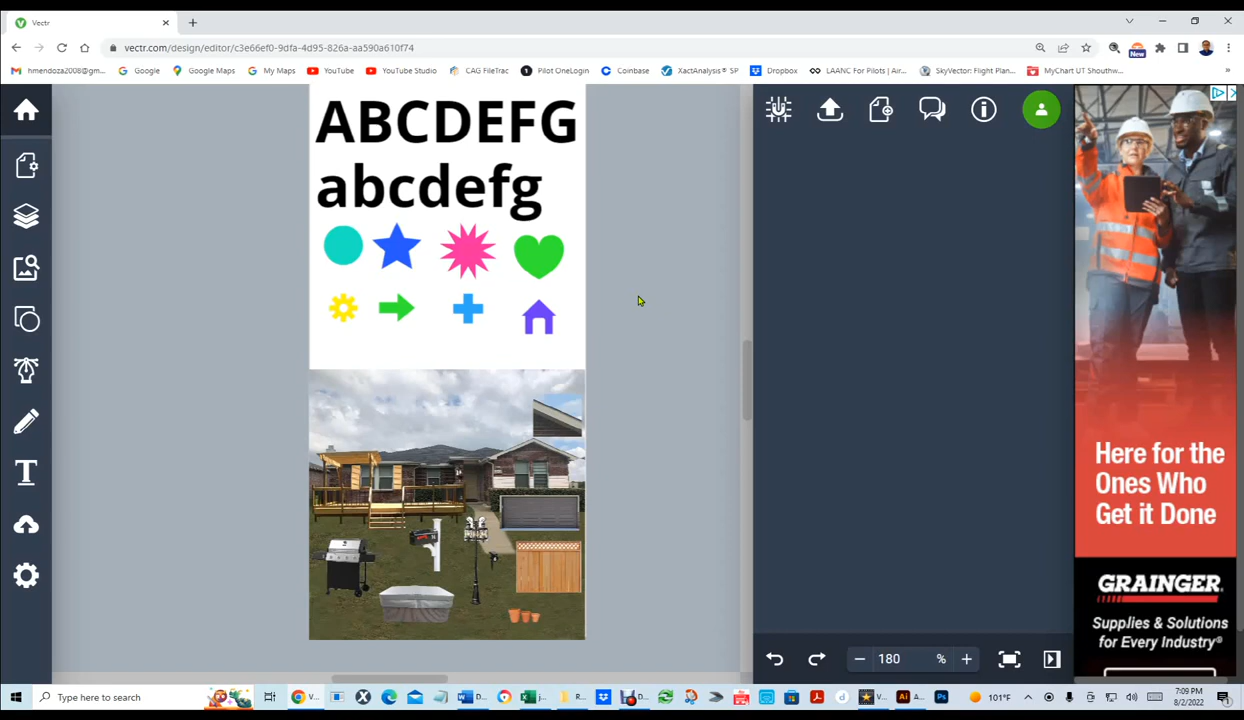 Vectr
vectr.com/design/editor/c3e66ef0-9dfa-4d95-826a-aa590a610f74
New
hmendoza2008@gm... Google Google Maps My Maps YouTube YouTube Studio CAG FileTrac Pilot OneLogin Coinbase XactAnalysis® SP Dropbox LAANC For Pilots | Air... SkyVector: Flight Plan... MyChart UT Shouthw... »
ABCDEFG
abcdefg
Here for the
Ones Who
Get it Done
GRAINGER
Supplies & Solutions
for Every Industry®
180 %
Type here to search
V... D... j... R... D... V... A...
101°F
7:09 PM
8/2/2022